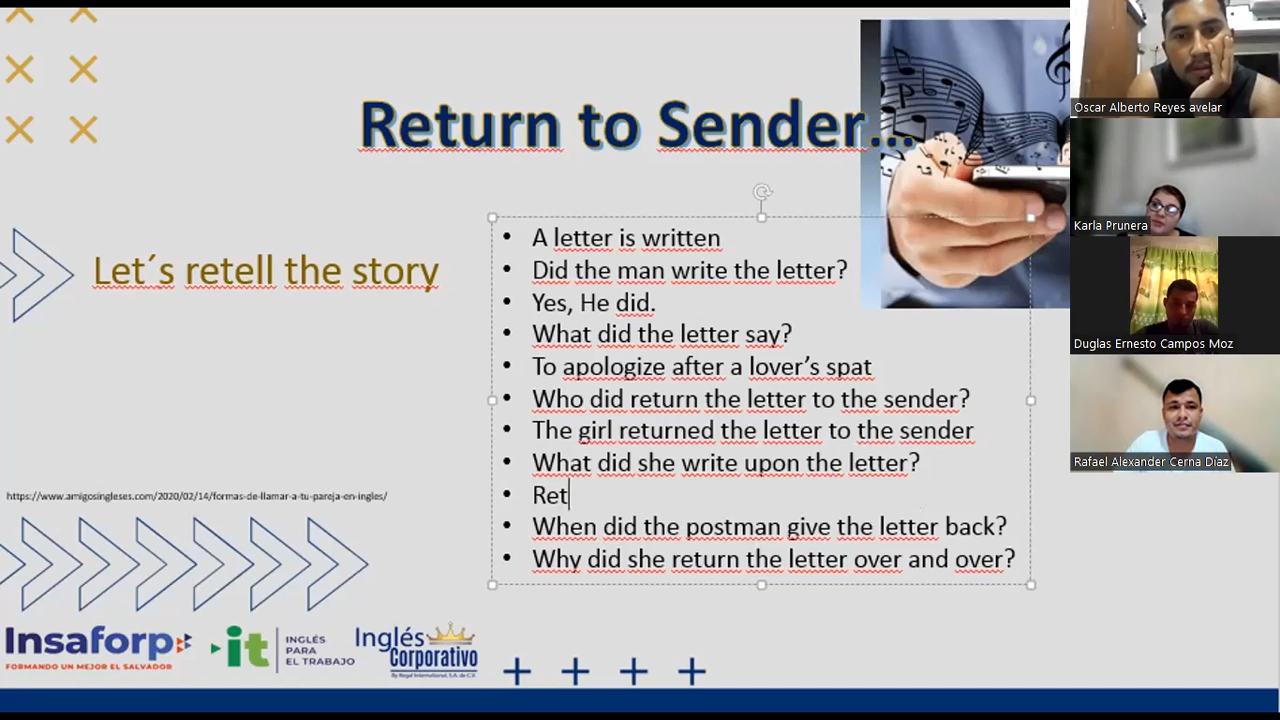 Return to Sender...
Let´s retell the story
• A letter is written
• Did the man write the letter?
• Yes, He did.
• What did the letter say?
• To apologize after a lover’s spat
• Who did return the letter to the sender?
• The girl returned the letter to the sender
• What did she write upon the letter?
• Ret
• When did the postman give the letter back?
• Why did she return the letter over and over?
https://www.amigosingleses.com/2020/02/14/formas-de-llamar-a-tu-pareja-en-ingles/
Insaforp
FORMANDO UN MEJOR EL SALVADOR
it
INGLÉS
PARA
EL TRABAJO
Inglés
Corporativo
By Regal International, S.A. de C.V.
Oscar Alberto Reyes avelar
Karla Prunera
Duglas Ernesto Campos Moz
Rafael Alexander Cerna Díaz